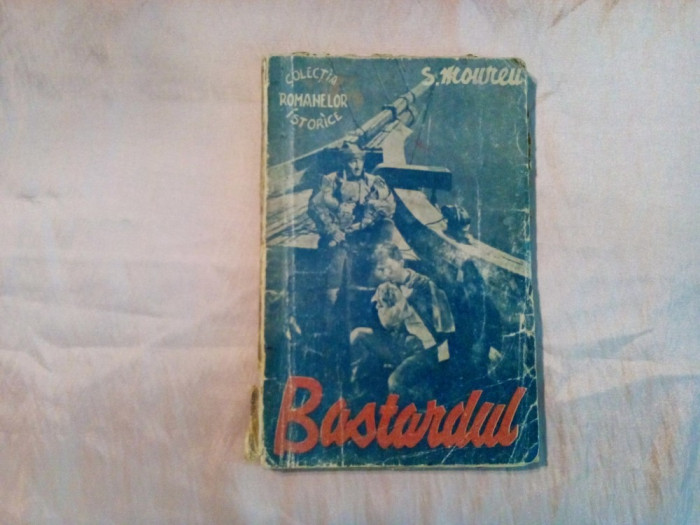 COLECȚIA
ROMANELOR
ISTORICE
S. Moureu
Bastardul